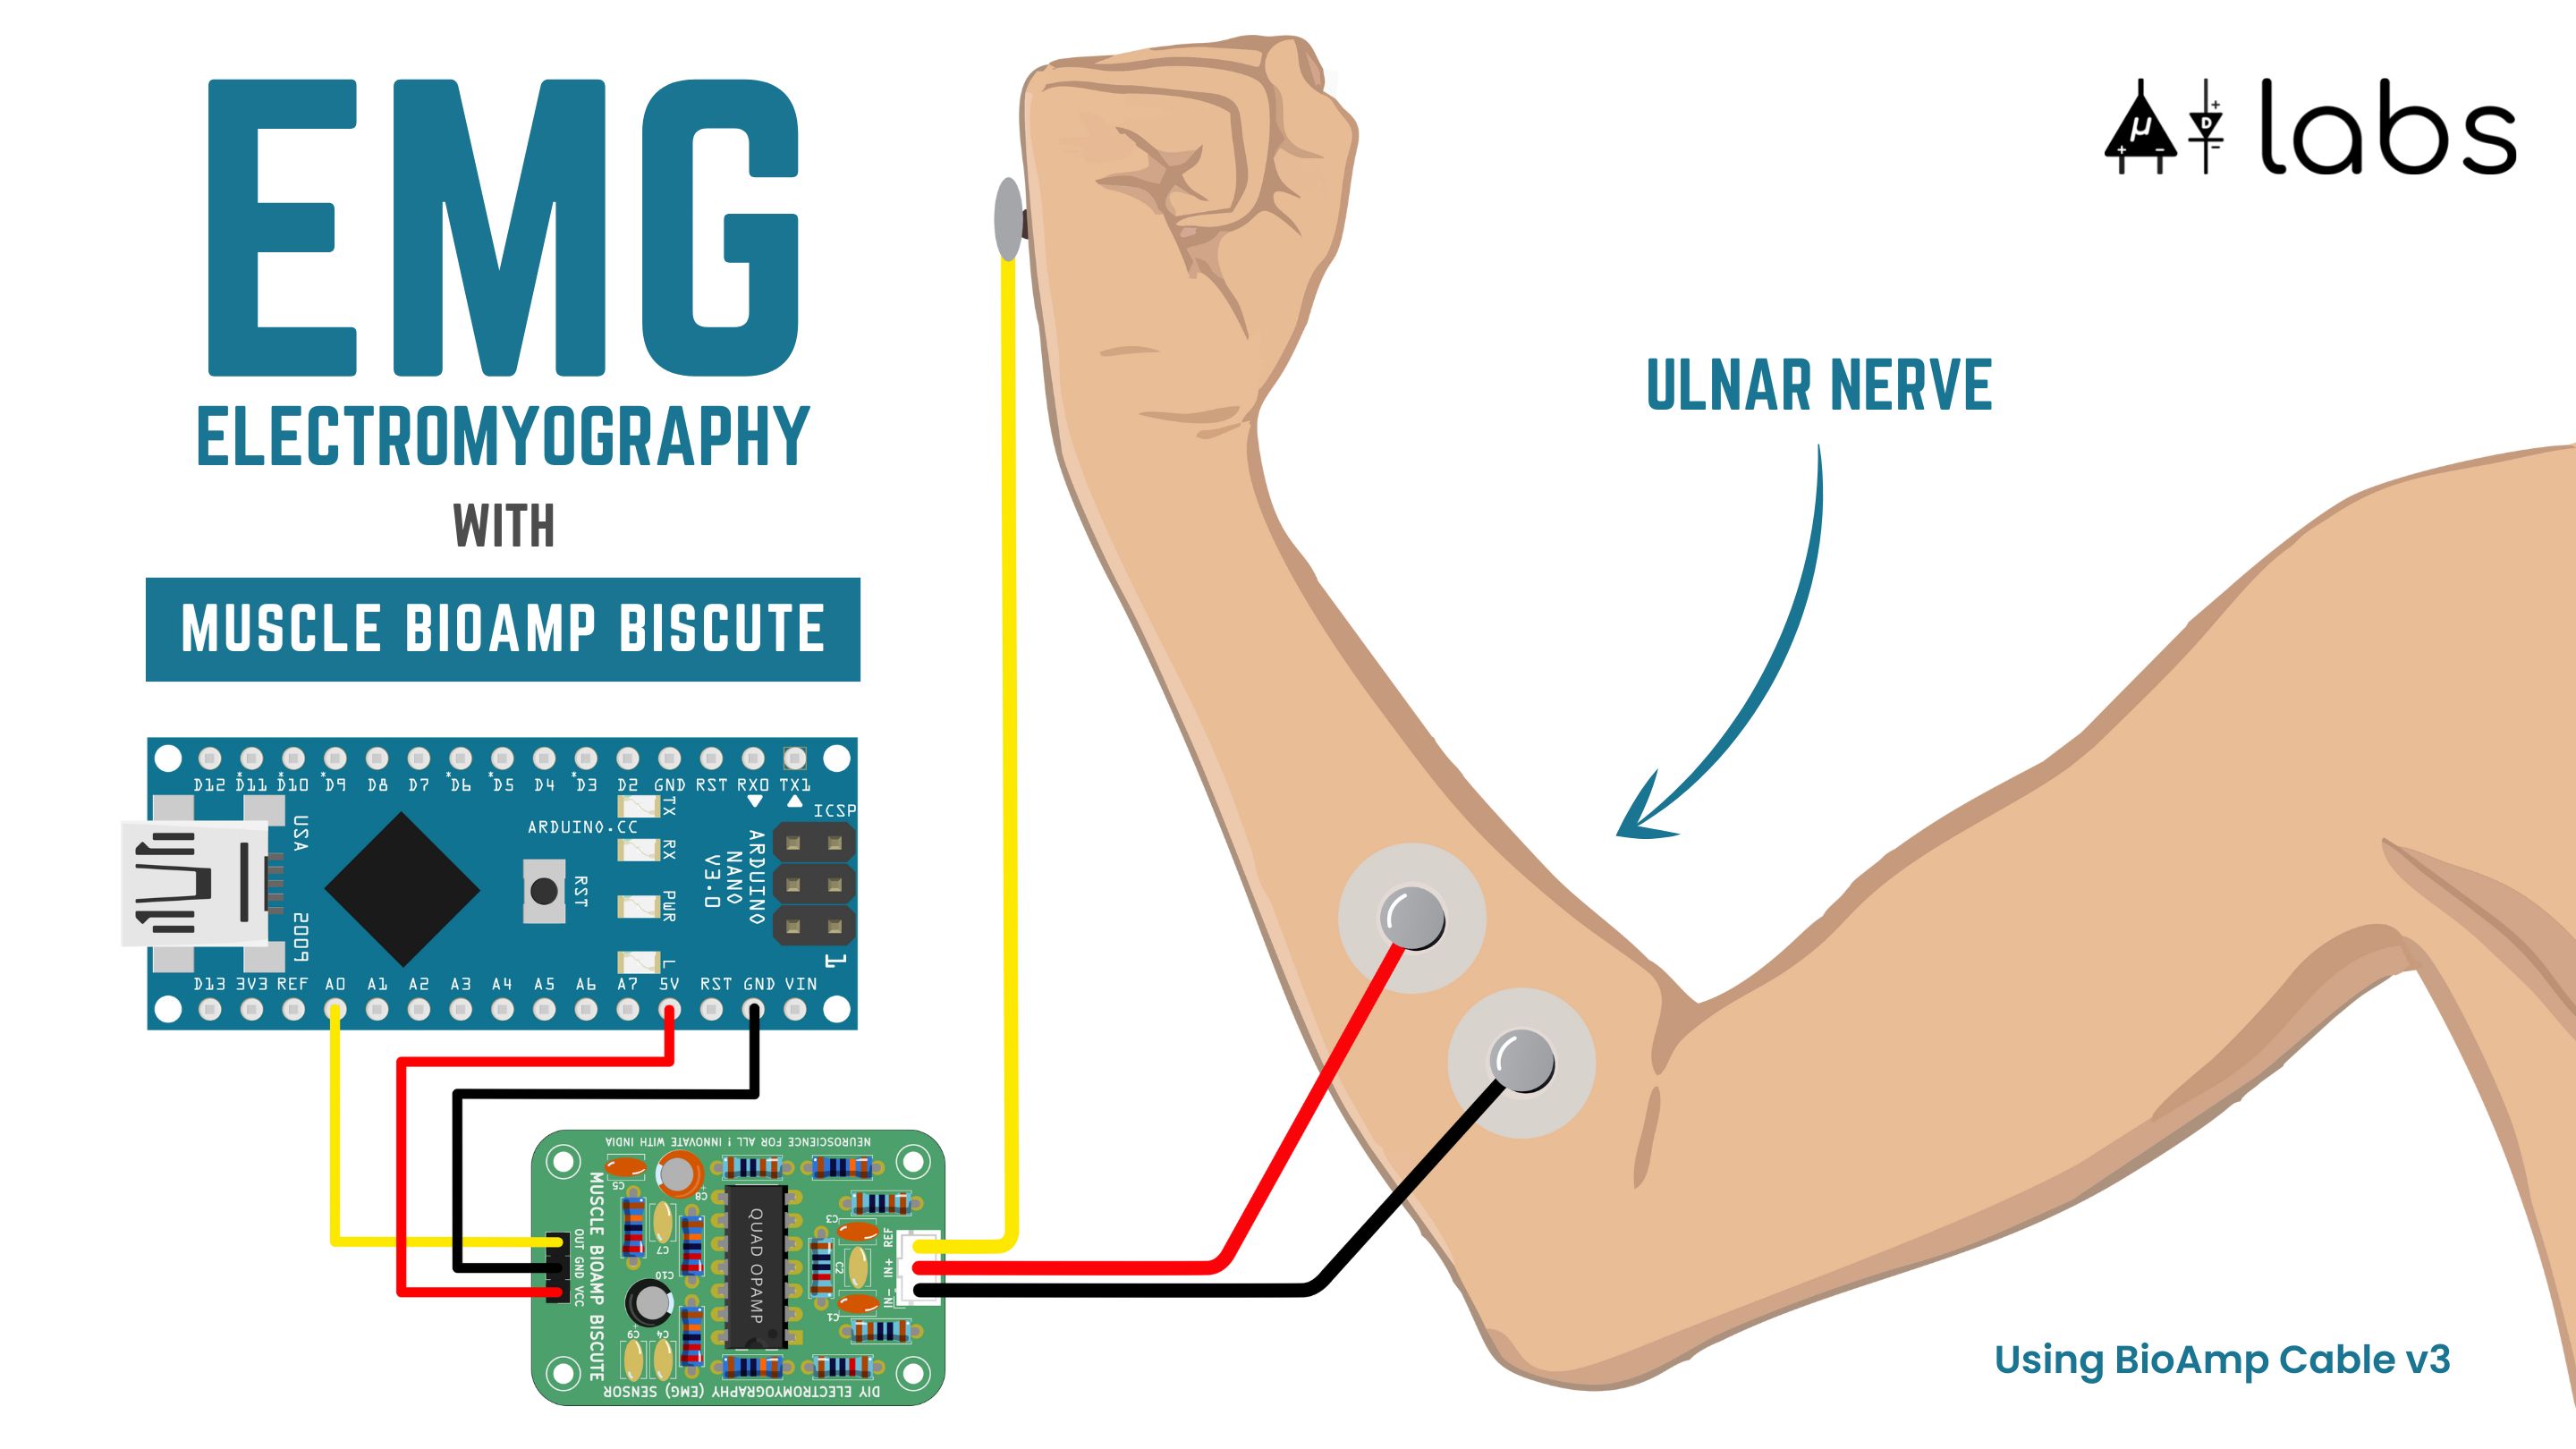 EMG
ELECTROMYOGRAPHY
WITH
MUSCLE BIOAMP BISCUTE
μ D labs
ULNAR NERVE
D12 *D11 *D10 *D9 D8 D7 *D6 *D5 D4 *D3 D2 GND RST RX0 TX1
ICSP
TX
RX
PWR
L
ARDUINO.CC
USA
2009
RST
ARDUINO
NANO
V3.0
1
D13 3V3 REF A0 A1 A2 A3 A4 A5 A6 A7 5V RST GND VIN
NEUROSCIENCE FOR ALL ! INNOVATE WITH INDIA
MUSCLE BIOAMP BISCUTE
OUT GND VCC
QUAD OPAMP
C5
C8
C7
C10
C9
C4
C3
C2
C1
REF
IN+
IN-
DIY ELECTROMYOGRAPHY (EMG) SENSOR
Using BioAmp Cable v3